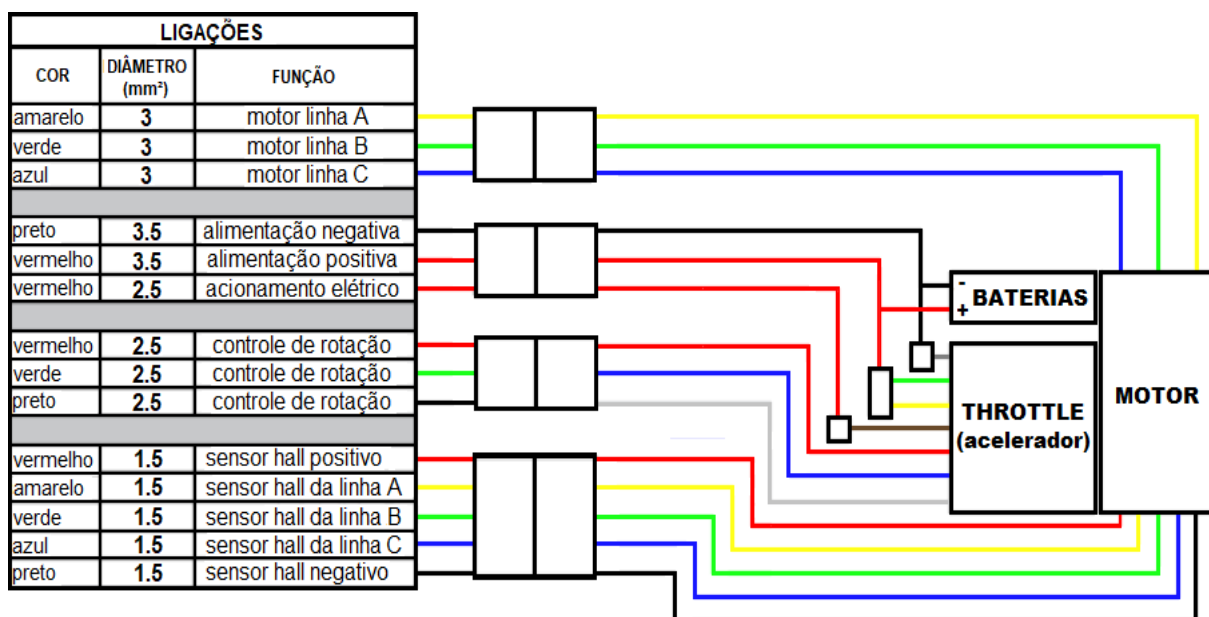 LIGAÇÕES
COR DIÂMETRO (mm²) FUNÇÃO
amarelo 3 motor linha A
verde 3 motor linha B
azul 3 motor linha C
preto 3.5 alimentação negativa
vermelho 3.5 alimentação positiva
vermelho 2.5 acionamento elétrico
vermelho 2.5 controle de rotação
verde 2.5 controle de rotação
preto 2.5 controle de rotação
vermelho 1.5 sensor hall positivo
amarelo 1.5 sensor hall da linha A
verde 1.5 sensor hall da linha B
azul 1.5 sensor hall da linha C
preto 1.5 sensor hall negativo
- BATERIAS
+
THROTTLE
(acelerador)
MOTOR